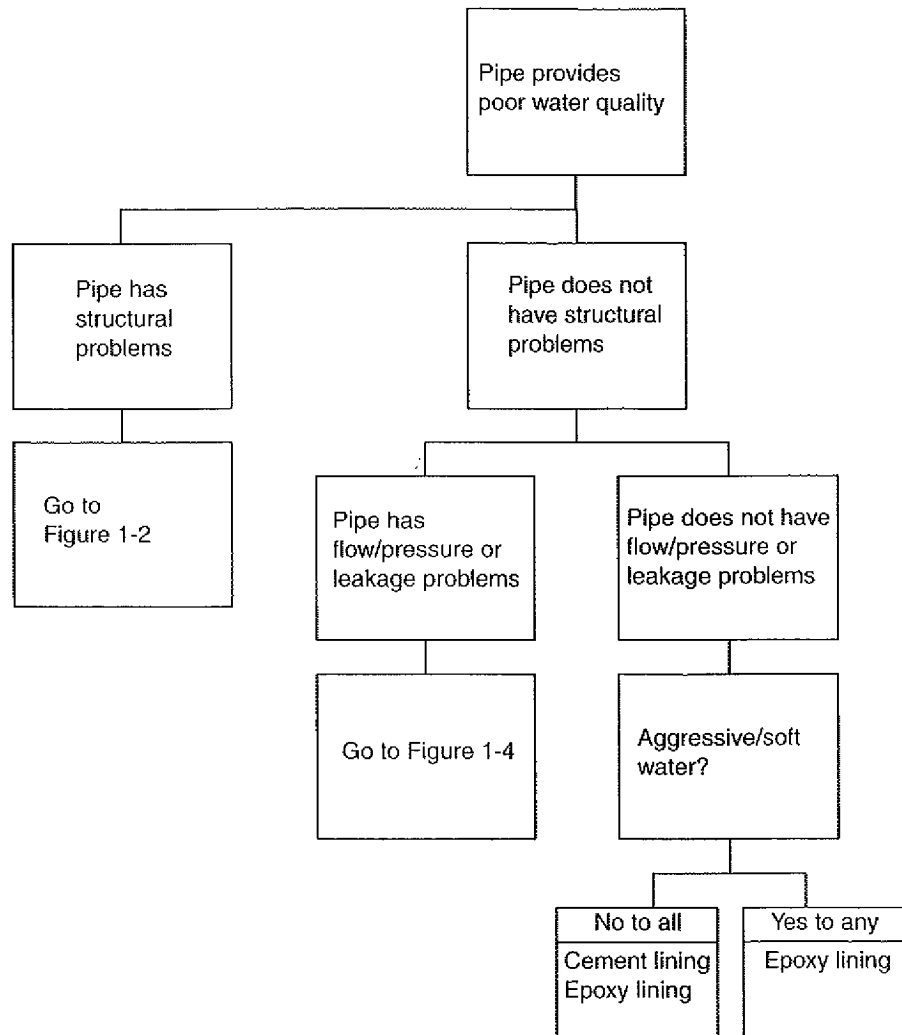 Pipe provides
poor water quality
Pipe has
structural
problems
Pipe does not
have structural
problems
Go to
Figure 1-2
Pipe has
flow/pressure or
leakage problems
Pipe does not have
flow/pressure or
leakage problems
Go to Figure 1-4
Aggressive/soft
water?
No to all
Cement lining
Epoxy lining
Yes to any
Epoxy lining